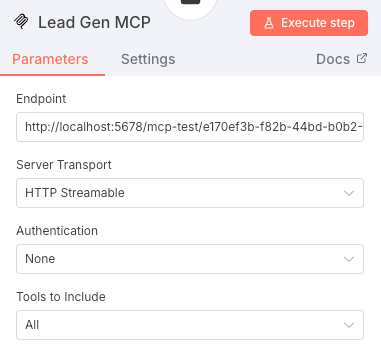 Lead Gen MCP
Execute step
Parameters
Settings
Docs
Endpoint
http://localhost:5678/mcp-test/e170ef3b-f82b-44bd-b0b2-
Server Transport
HTTP Streamable
Authentication
None
Tools to Include
All